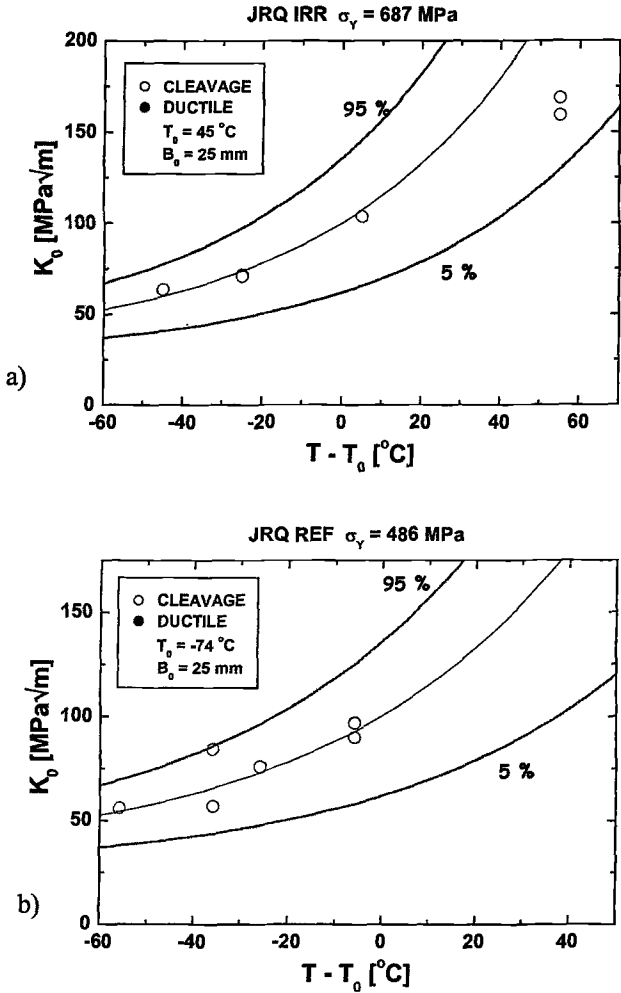 JRQ IRR σY = 687 MPa
200
150
100
50
0
K0 [MPa√m]
○ CLEAVAGE
● DUCTILE
T0 = 45 °C
B0 = 25 mm
95 %
5 %
a)
-60 -40 -20 0 20 40 60
T - T0 [°C]
JRQ REF σY = 486 MPa
150
100
50
0
K0 [MPa√m]
○ CLEAVAGE
● DUCTILE
T0 = -74 °C
B0 = 25 mm
95 %
5 %
b)
-60 -40 -20 0 20 40
T - T0 [°C]